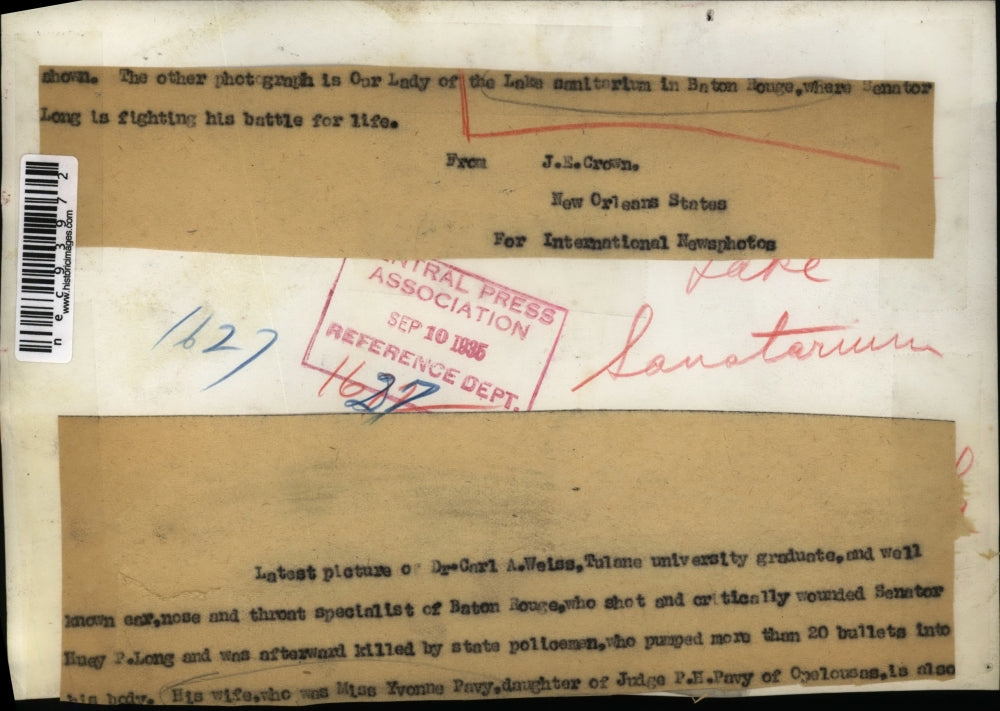 shown. The other photograph is Our Lady of the Lake sanitarium in Baton Rouge,where Senator
Long is fighting his battle for life.
From J.E.Crown.
New Orleans States
For International Newsphotos
necc93972
www.historicimages.com
Lake
Sanatarium
CENTRAL PRESS
ASSOCIATION
SEP 10 1935
REFERENCE DEPT.
1627
1627
Latest picture of Dr.Carl A.Weiss,Tulane university graduate,and well
known ear,nose and throat specialist of Baton Rouge,who shot and critically wounded Senator
Huey P.Long and was afterward killed by state policemen,who pumped more than 20 bullets into
his body. His wife,who was Miss Yvonne Pavy,daughter of Judge P.H.Pavy of Opelousas,is also